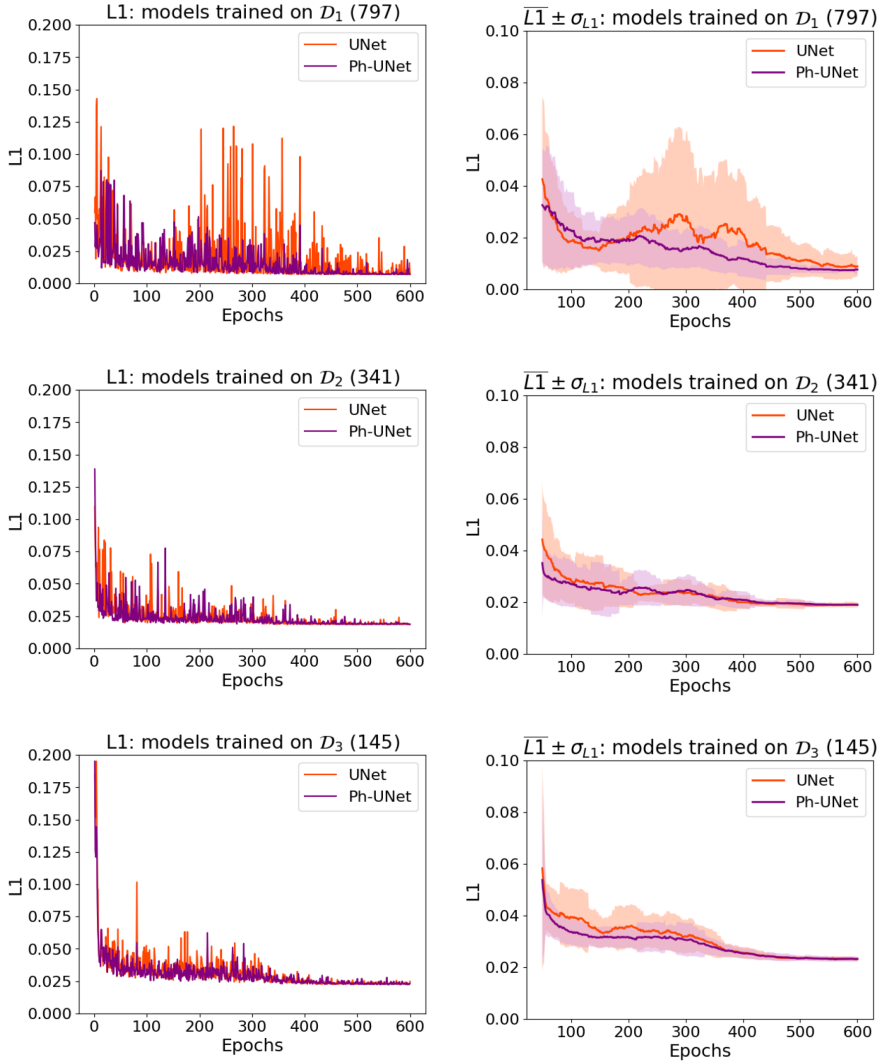 L1: models trained on 𝒟₁ (797)
0.200
0.175
0.150
0.125
0.100
0.075
0.050
0.025
0.000
L1
UNet
Ph-UNet
0 100 200 300 400 500 600
Epochs
L̅1̅ ± σ_L1: models trained on 𝒟₁ (797)
0.10
0.08
0.06
0.04
0.02
0.00
L1
UNet
Ph-UNet
100 200 300 400 500 600
Epochs
L1: models trained on 𝒟₂ (341)
0.200
0.175
0.150
0.125
0.100
0.075
0.050
0.025
0.000
L1
UNet
Ph-UNet
0 100 200 300 400 500 600
Epochs
L̅1̅ ± σ_L1: models trained on 𝒟₂ (341)
0.10
0.08
0.06
0.04
0.02
0.00
L1
UNet
Ph-UNet
100 200 300 400 500 600
Epochs
L1: models trained on 𝒟₃ (145)
0.200
0.175
0.150
0.125
0.100
0.075
0.050
0.025
0.000
L1
UNet
Ph-UNet
0 100 200 300 400 500 600
Epochs
L̅1̅ ± σ_L1: models trained on 𝒟₃ (145)
0.10
0.08
0.06
0.04
0.02
0.00
L1
UNet
Ph-UNet
100 200 300 400 500 600
Epochs